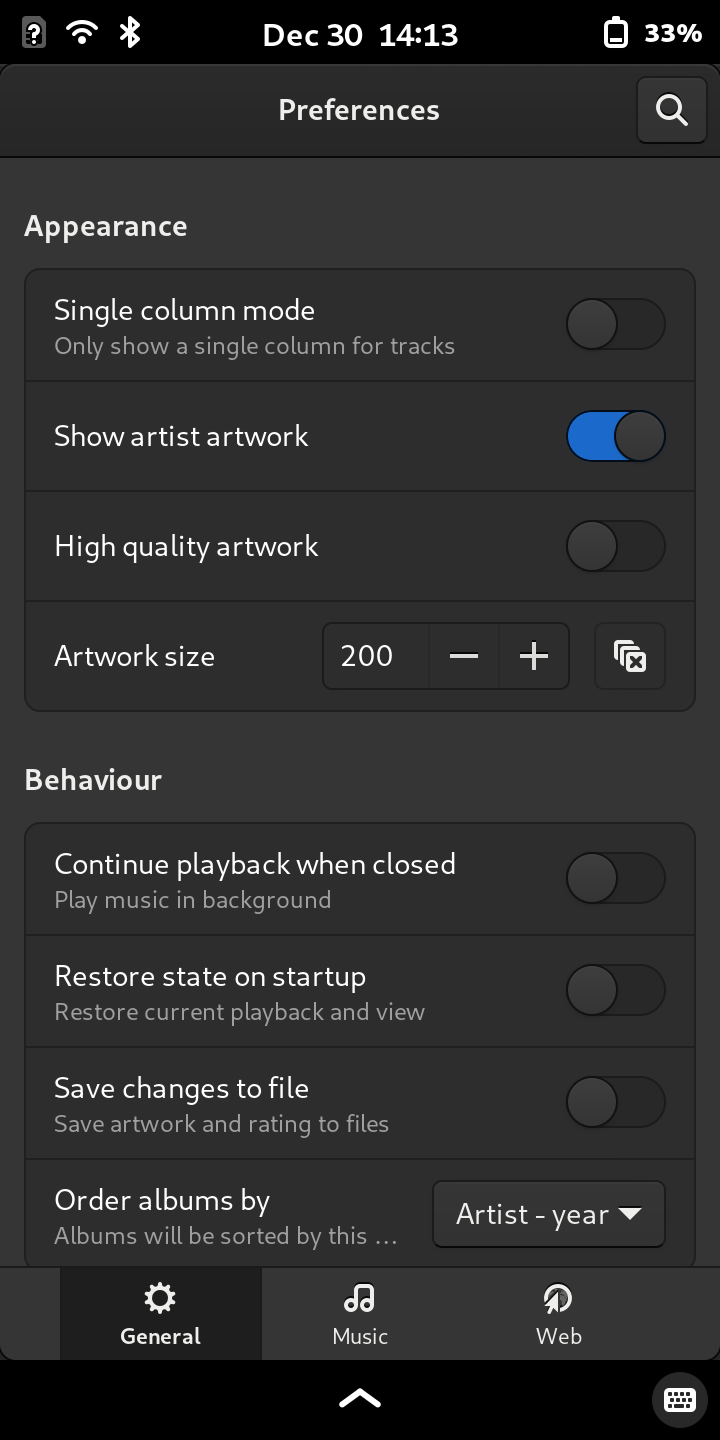 Dec 30 14:13
33%
Preferences
Appearance
Single column mode
Only show a single column for tracks
Show artist artwork
High quality artwork
Artwork size
200
Behaviour
Continue playback when closed
Play music in background
Restore state on startup
Restore current playback and view
Save changes to file
Save artwork and rating to files
Order albums by
Albums will be sorted by this ...
Artist - year
General
Music
Web